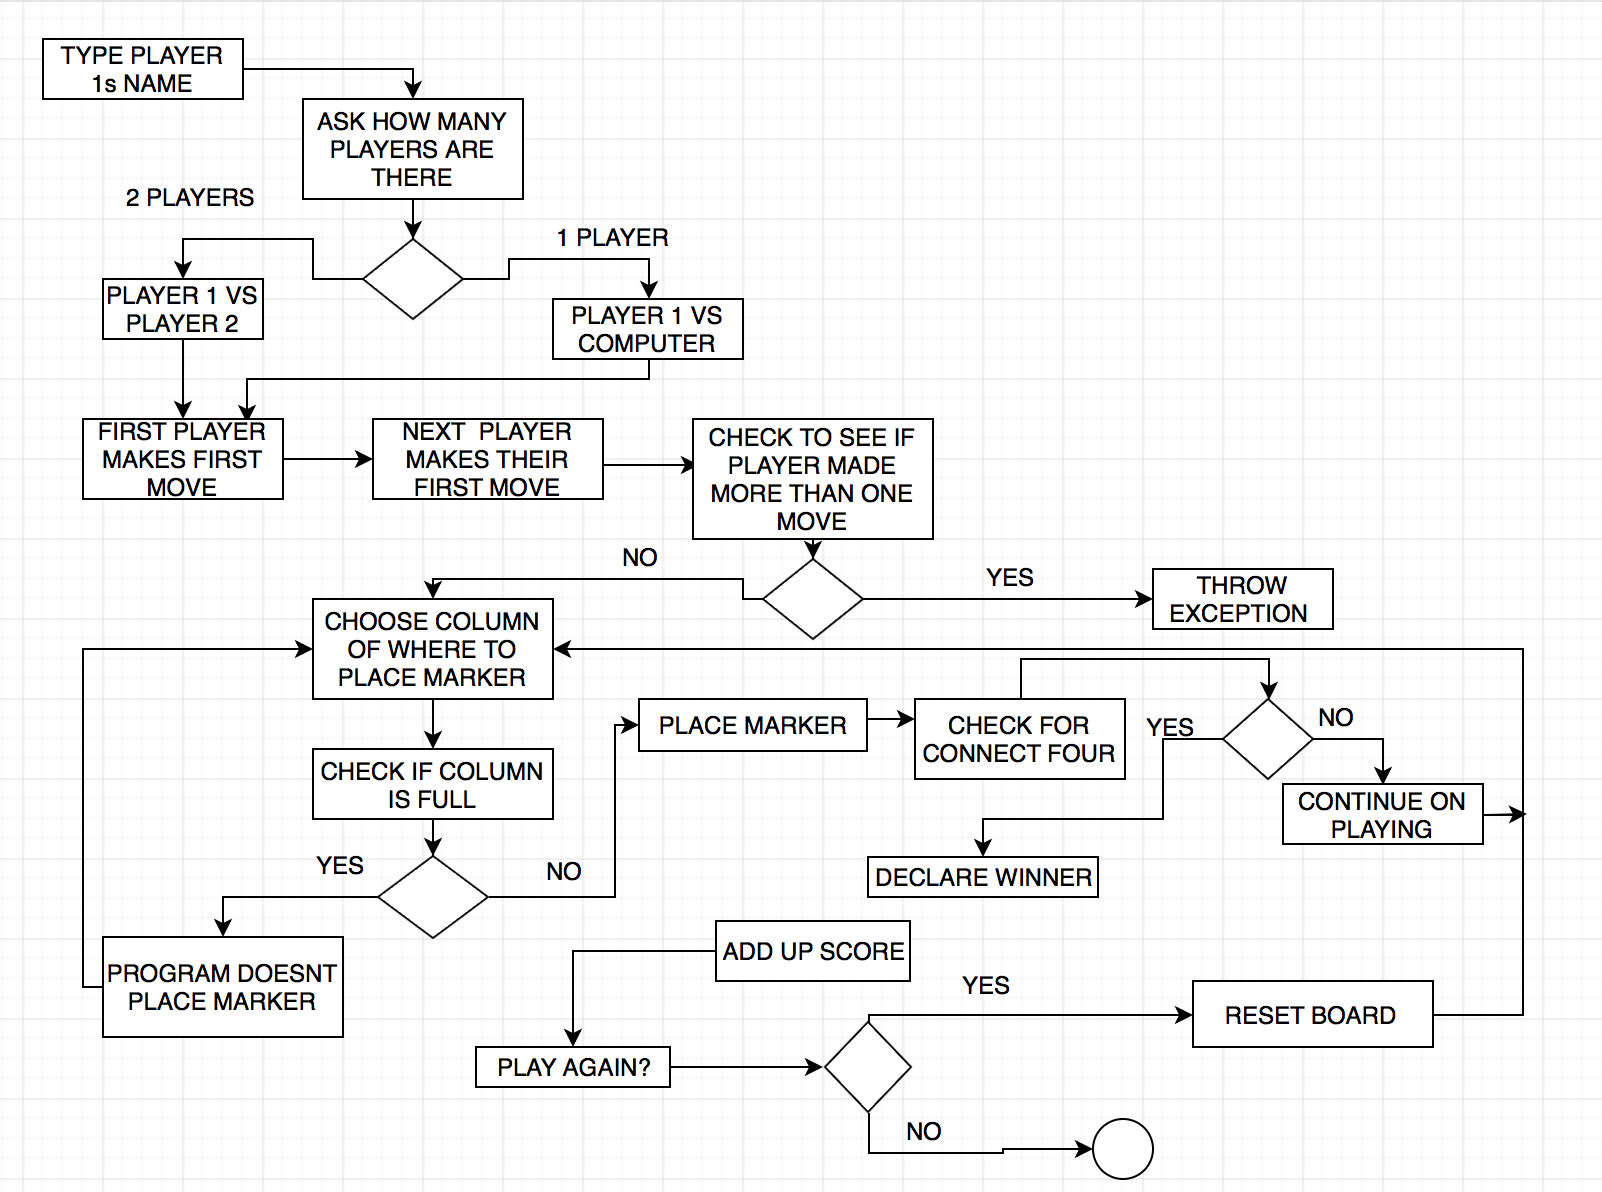 TYPE PLAYER
1s NAME
ASK HOW MANY
PLAYERS ARE
THERE
2 PLAYERS
1 PLAYER
PLAYER 1 VS
PLAYER 2
PLAYER 1 VS
COMPUTER
FIRST PLAYER
MAKES FIRST
MOVE
NEXT  PLAYER
MAKES THEIR
FIRST MOVE
CHECK TO SEE IF
PLAYER MADE
MORE THAN ONE
MOVE
NO
YES
THROW
EXCEPTION
CHOOSE COLUMN
OF WHERE TO
PLACE MARKER
PLACE MARKER
CHECK FOR
CONNECT FOUR
YES
NO
CHECK IF COLUMN
IS FULL
CONTINUE ON
PLAYING
YES
NO
DECLARE WINNER
PROGRAM DOESNT
PLACE MARKER
ADD UP SCORE
YES
RESET BOARD
PLAY AGAIN?
NO